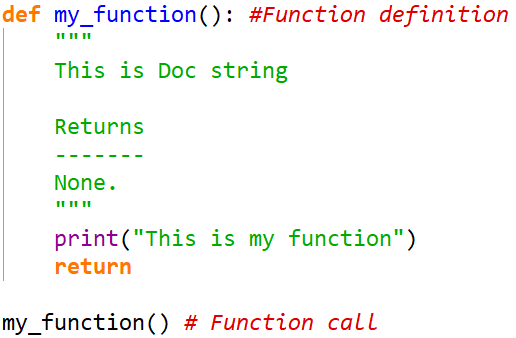 def my_function(): #Function definition
    """
    This is Doc string

    Returns
    -------
    None.
    """
    print("This is my function")
    return

my_function() # Function call